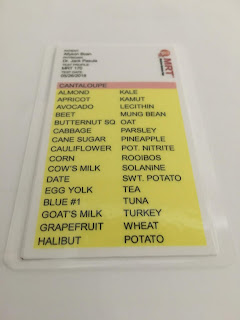 MRT
CANTALOUPE
ALMOND KALE
APRICOT KAMUT
AVOCADO LECITHIN
BEET MUNG BEAN
BUTTERNUT SQ OAT
CABBAGE PARSLEY
CANE SUGAR PINEAPPLE
CAULIFLOWER POT. NITRITE
CORN ROOIBOS
COW'S MILK SOLANINE
DATE SWT. POTATO
EGG YOLK TEA
BLUE #1 TUNA
GOAT'S MILK TURKEY
GRAPEFRUIT WHEAT
HALIBUT POTATO